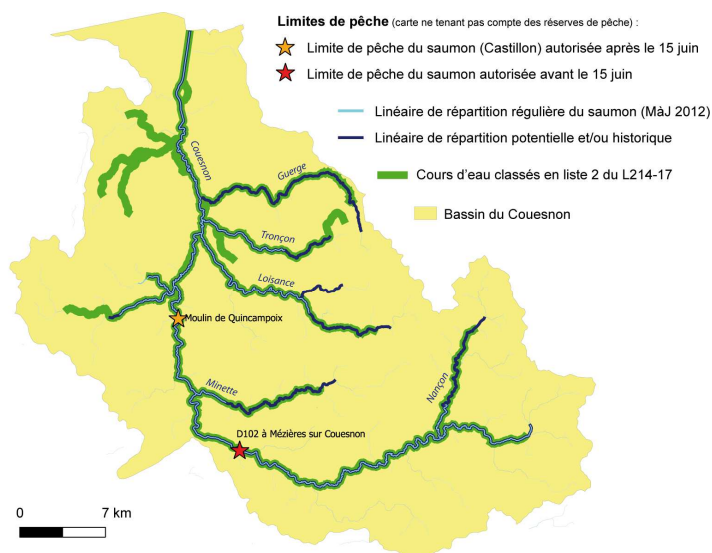 Limites de pêche (carte ne tenant pas compte des réserves de pêche) :
Limite de pêche du saumon (Castillon) autorisée après le 15 juin
Limite de pêche du saumon autorisée avant le 15 juin
Linéaire de répartition régulière du saumon (MàJ 2012)
Linéaire de répartition potentielle et/ou historique
Cours d'eau classés en liste 2 du L214-17
Bassin du Couesnon
Couesnon
Guerge
Tronçon
Loisance
Moulin de Quincampoix
Minette
Nançon
D102 à Mézières sur Couesnon
0 7 km